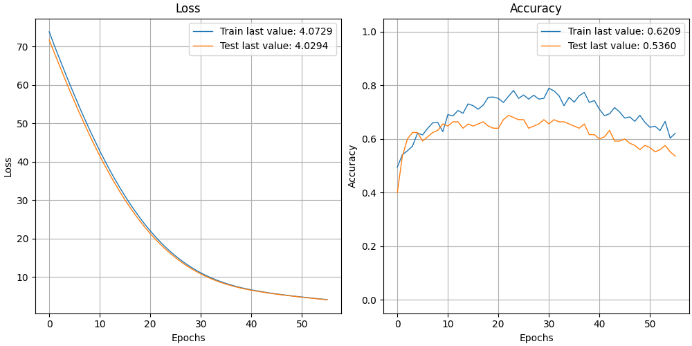 Loss
Train last value: 4.0729
Test last value: 4.0294
70
60
50
40
30
20
10
Loss
0
10
20
30
40
50
Epochs
Accuracy
Train last value: 0.6209
Test last value: 0.5360
1.0
0.8
0.6
0.4
0.2
0.0
Accuracy
0
10
20
30
40
50
Epochs